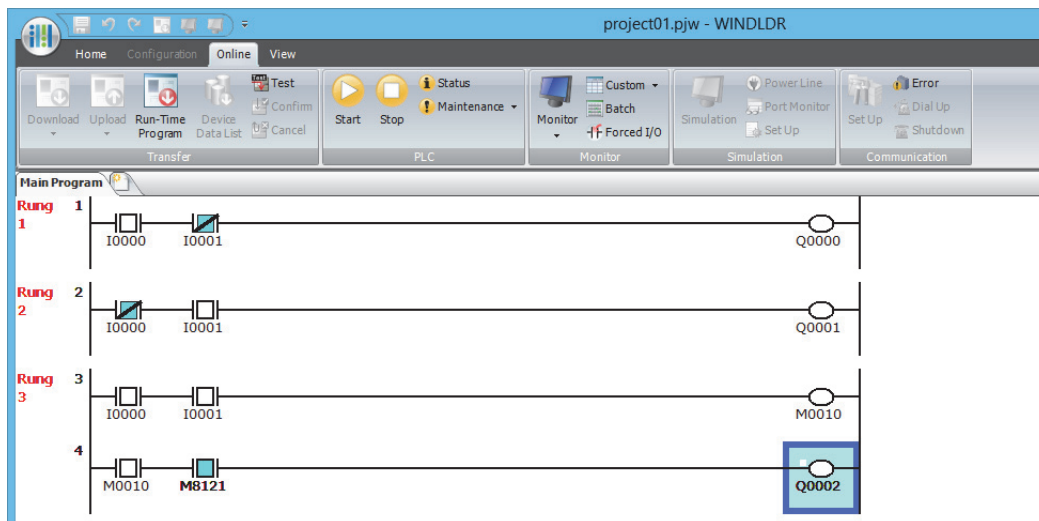 project01.pjw - WINDLDR
Home Configuration Online View
Download Upload Run-Time Program Device Data List Test Confirm Cancel
Transfer
Start Stop Status Maintenance
PLC
Monitor Custom Batch Forced I/O
Monitor
Simulation Power Line Port Monitor Set Up
Simulation
Set Up Error Dial Up Shutdown
Communication
Main Program
Rung 1 1
I0000 I0001 Q0000
Rung 2 2
I0000 I0001 Q0001
Rung 3 3
I0000 I0001 M0010
4
M0010 M8121 Q0002